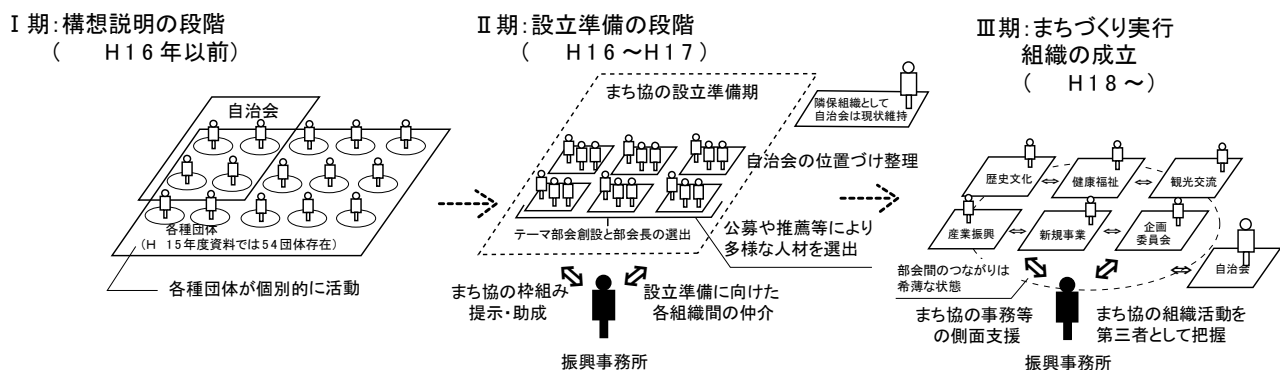 Ⅰ期:構想説明の段階
( H16年以前)
自治会
各種団体
(H 15年度資料では54団体存在)
各種団体が個別的に活動
Ⅱ期:設立準備の段階
( H16～H17)
まち協の設立準備期
隣保組織として
自治会は現状維持
自治会の位置づけ整理
テーマ部会創設と部会長の選出
公募や推薦等により
多様な人材を選出
まち協の枠組み
提示・助成
設立準備に向けた
各組織間の仲介
振興事務所
Ⅲ期:まちづくり実行
組織の成立
( H18～)
歴史文化
健康福祉
観光交流
産業振興
新規事業
企画
委員会
部会間のつながりは
希薄な状態
自治会
まち協の事務等
の側面支援
まち協の組織活動を
第三者として把握
振興事務所